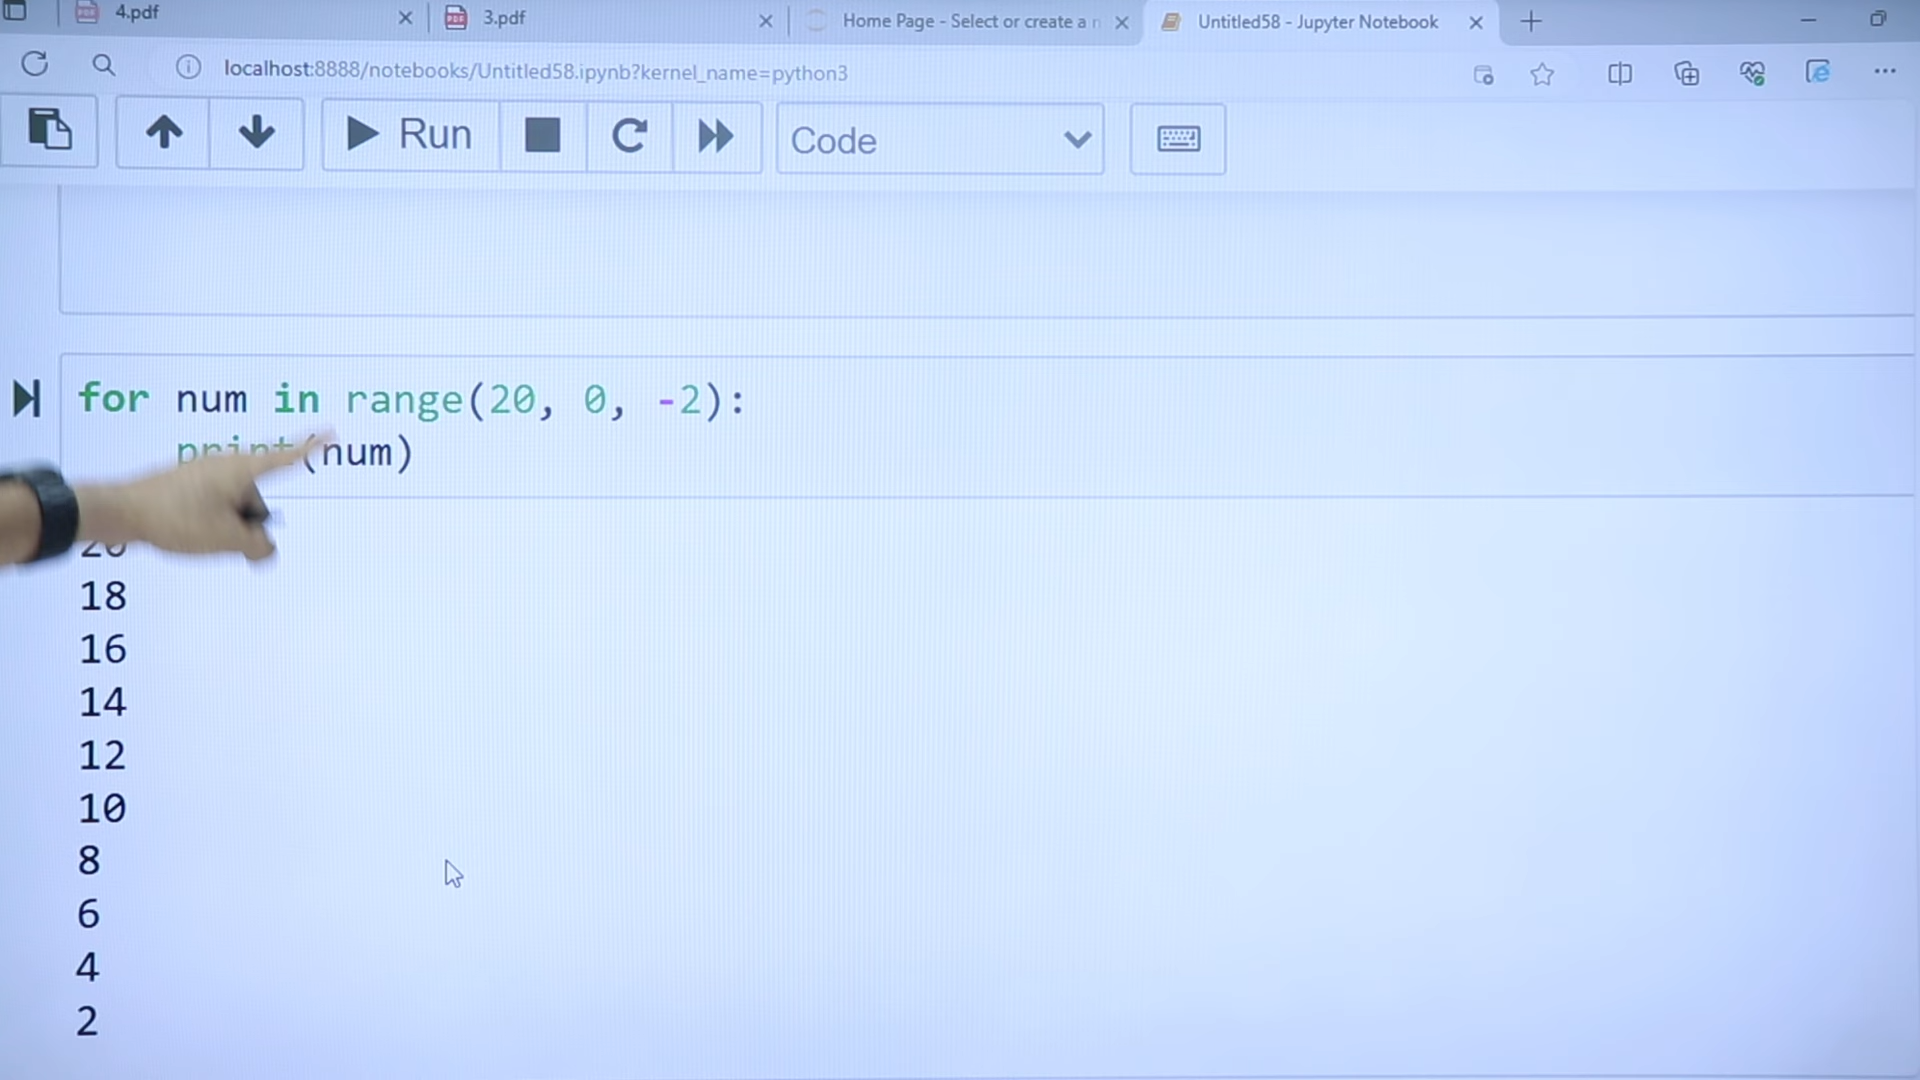 4.pdf
3.pdf
Home Page - Select or create a n
Untitled58 - Jupyter Notebook
localhost:8888/notebooks/Untitled58.ipynb?kernel_name=python3
Run
Code
for num in range(20, 0, -2):
print(num)
20
18
16
14
12
10
8
6
4
2